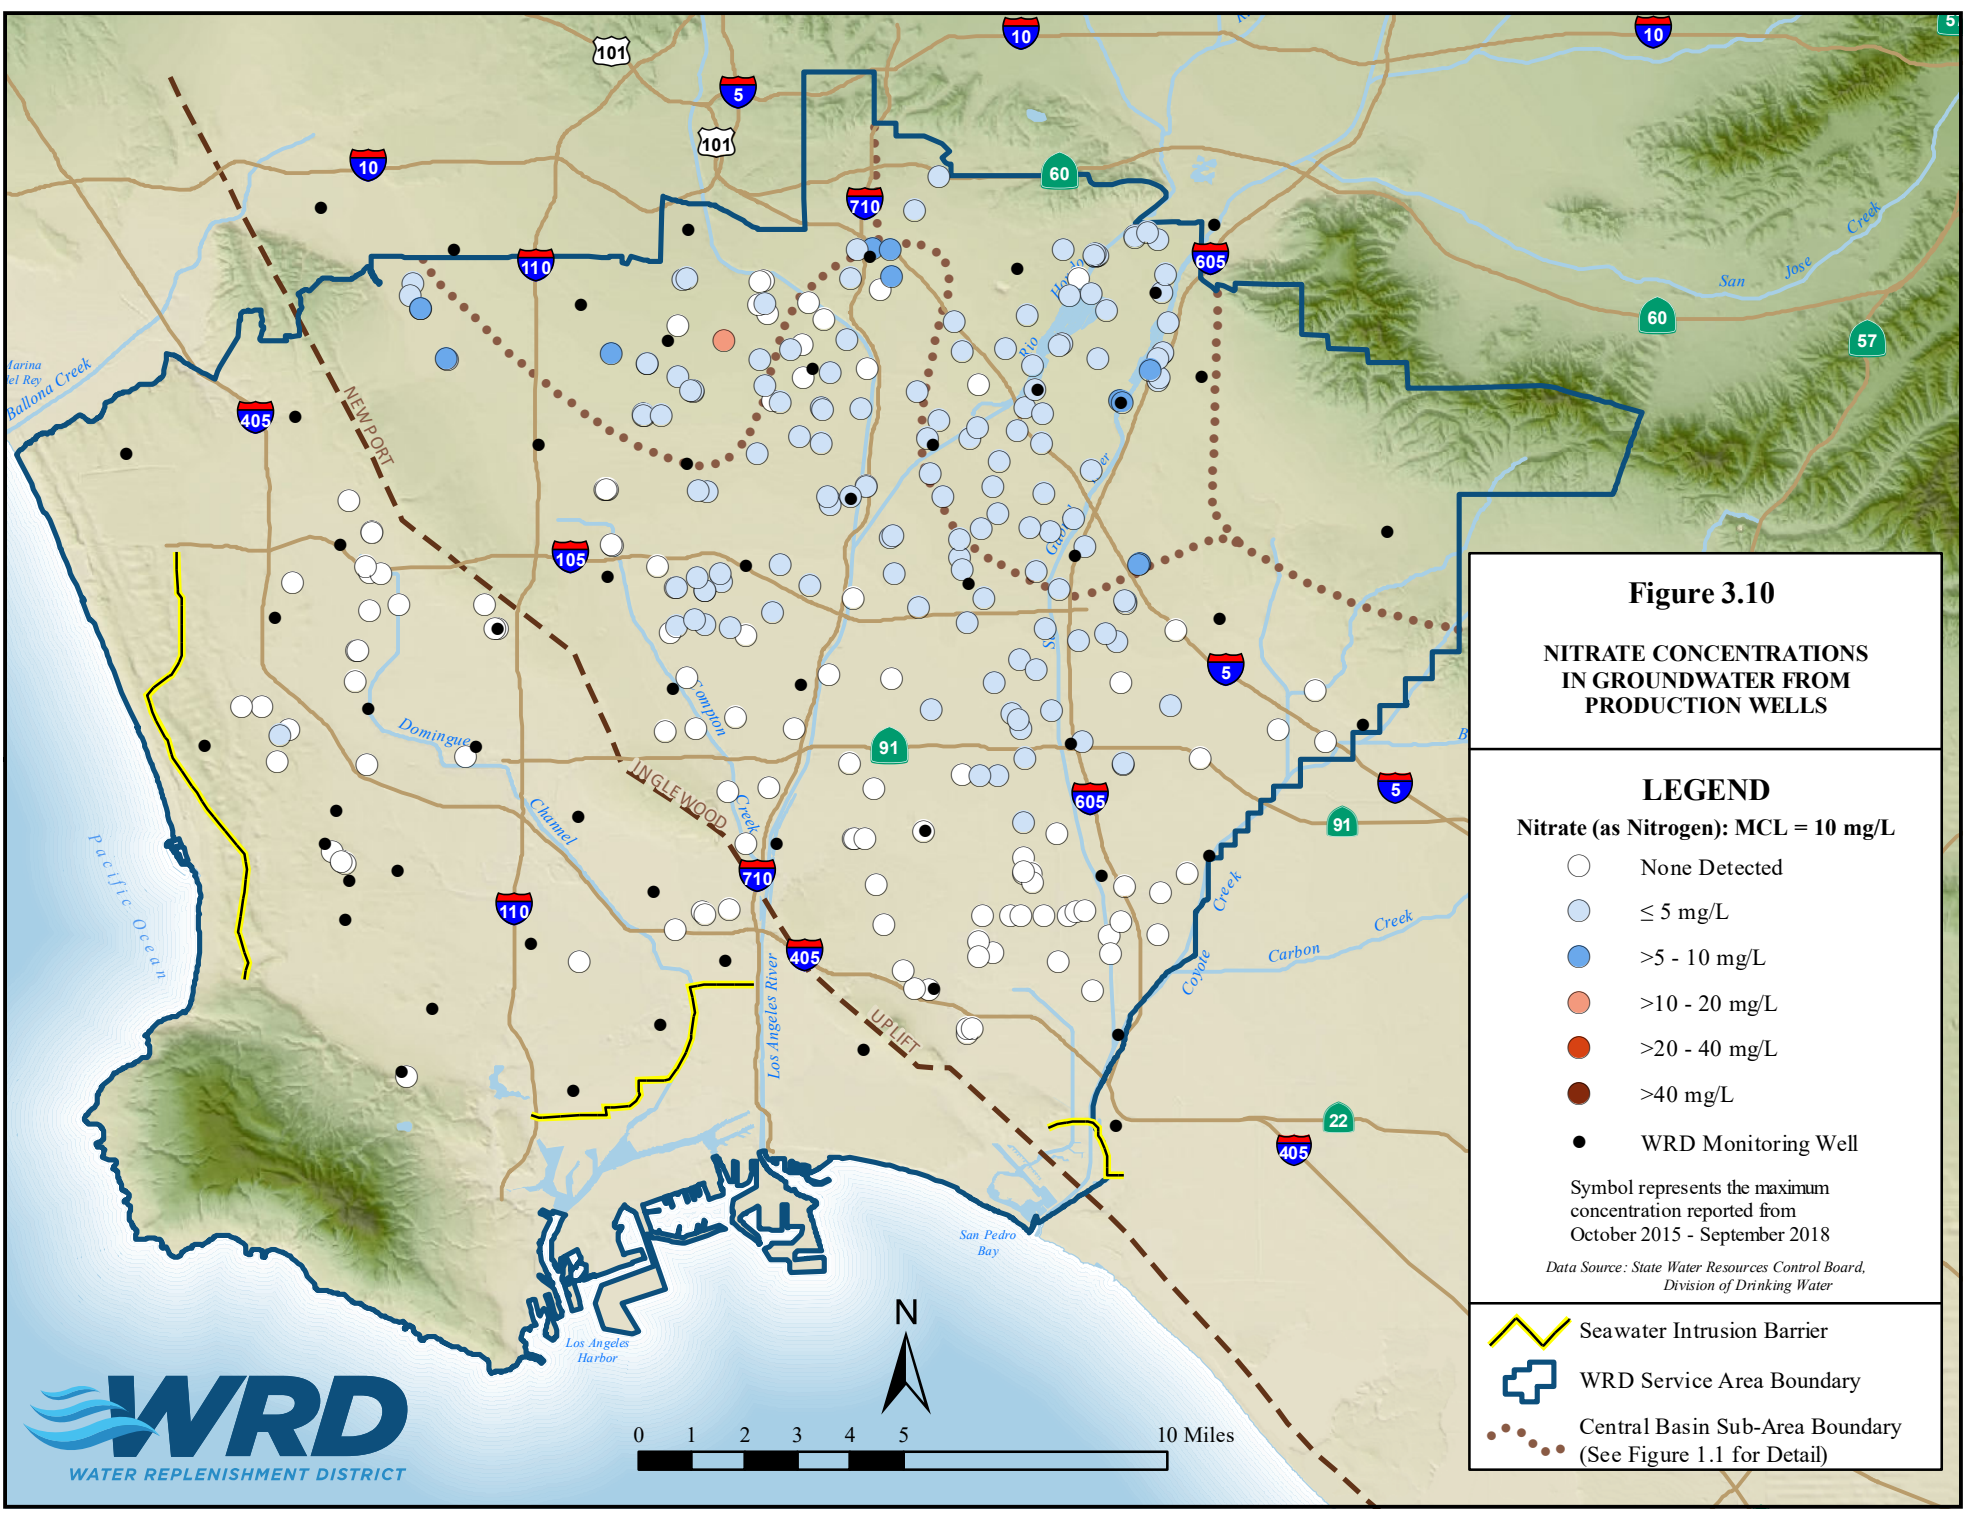 101
10
10
5
5
101
10
60
710
110
605
Creek
Jose
San
60
57
Ballona Creek
405
NEWPORT
Rio
105
Figure 3.10
NITRATE CONCENTRATIONS
IN GROUNDWATER FROM
PRODUCTION WELLS
5
Compton
Dominguez
91
INGLEWOOD
Creek
605
5
91
Channel
710
110
405
Pacific Ocean
Creek
Coyote
Carbon
Creek
Los Angeles River
UPLIFT
22
405
San Pedro
Bay
Los Angeles
Harbor
LEGEND
Nitrate (as Nitrogen): MCL = 10 mg/L
None Detected
≤ 5 mg/L
>5 - 10 mg/L
>10 - 20 mg/L
>20 - 40 mg/L
>40 mg/L
WRD Monitoring Well
Symbol represents the maximum
concentration reported from
October 2015 - September 2018
Data Source: State Water Resources Control Board,
Division of Drinking Water
Seawater Intrusion Barrier
WRD Service Area Boundary
Central Basin Sub-Area Boundary
(See Figure 1.1 for Detail)
N
0 1 2 3 4 5 10 Miles
WRD
WATER REPLENISHMENT DISTRICT